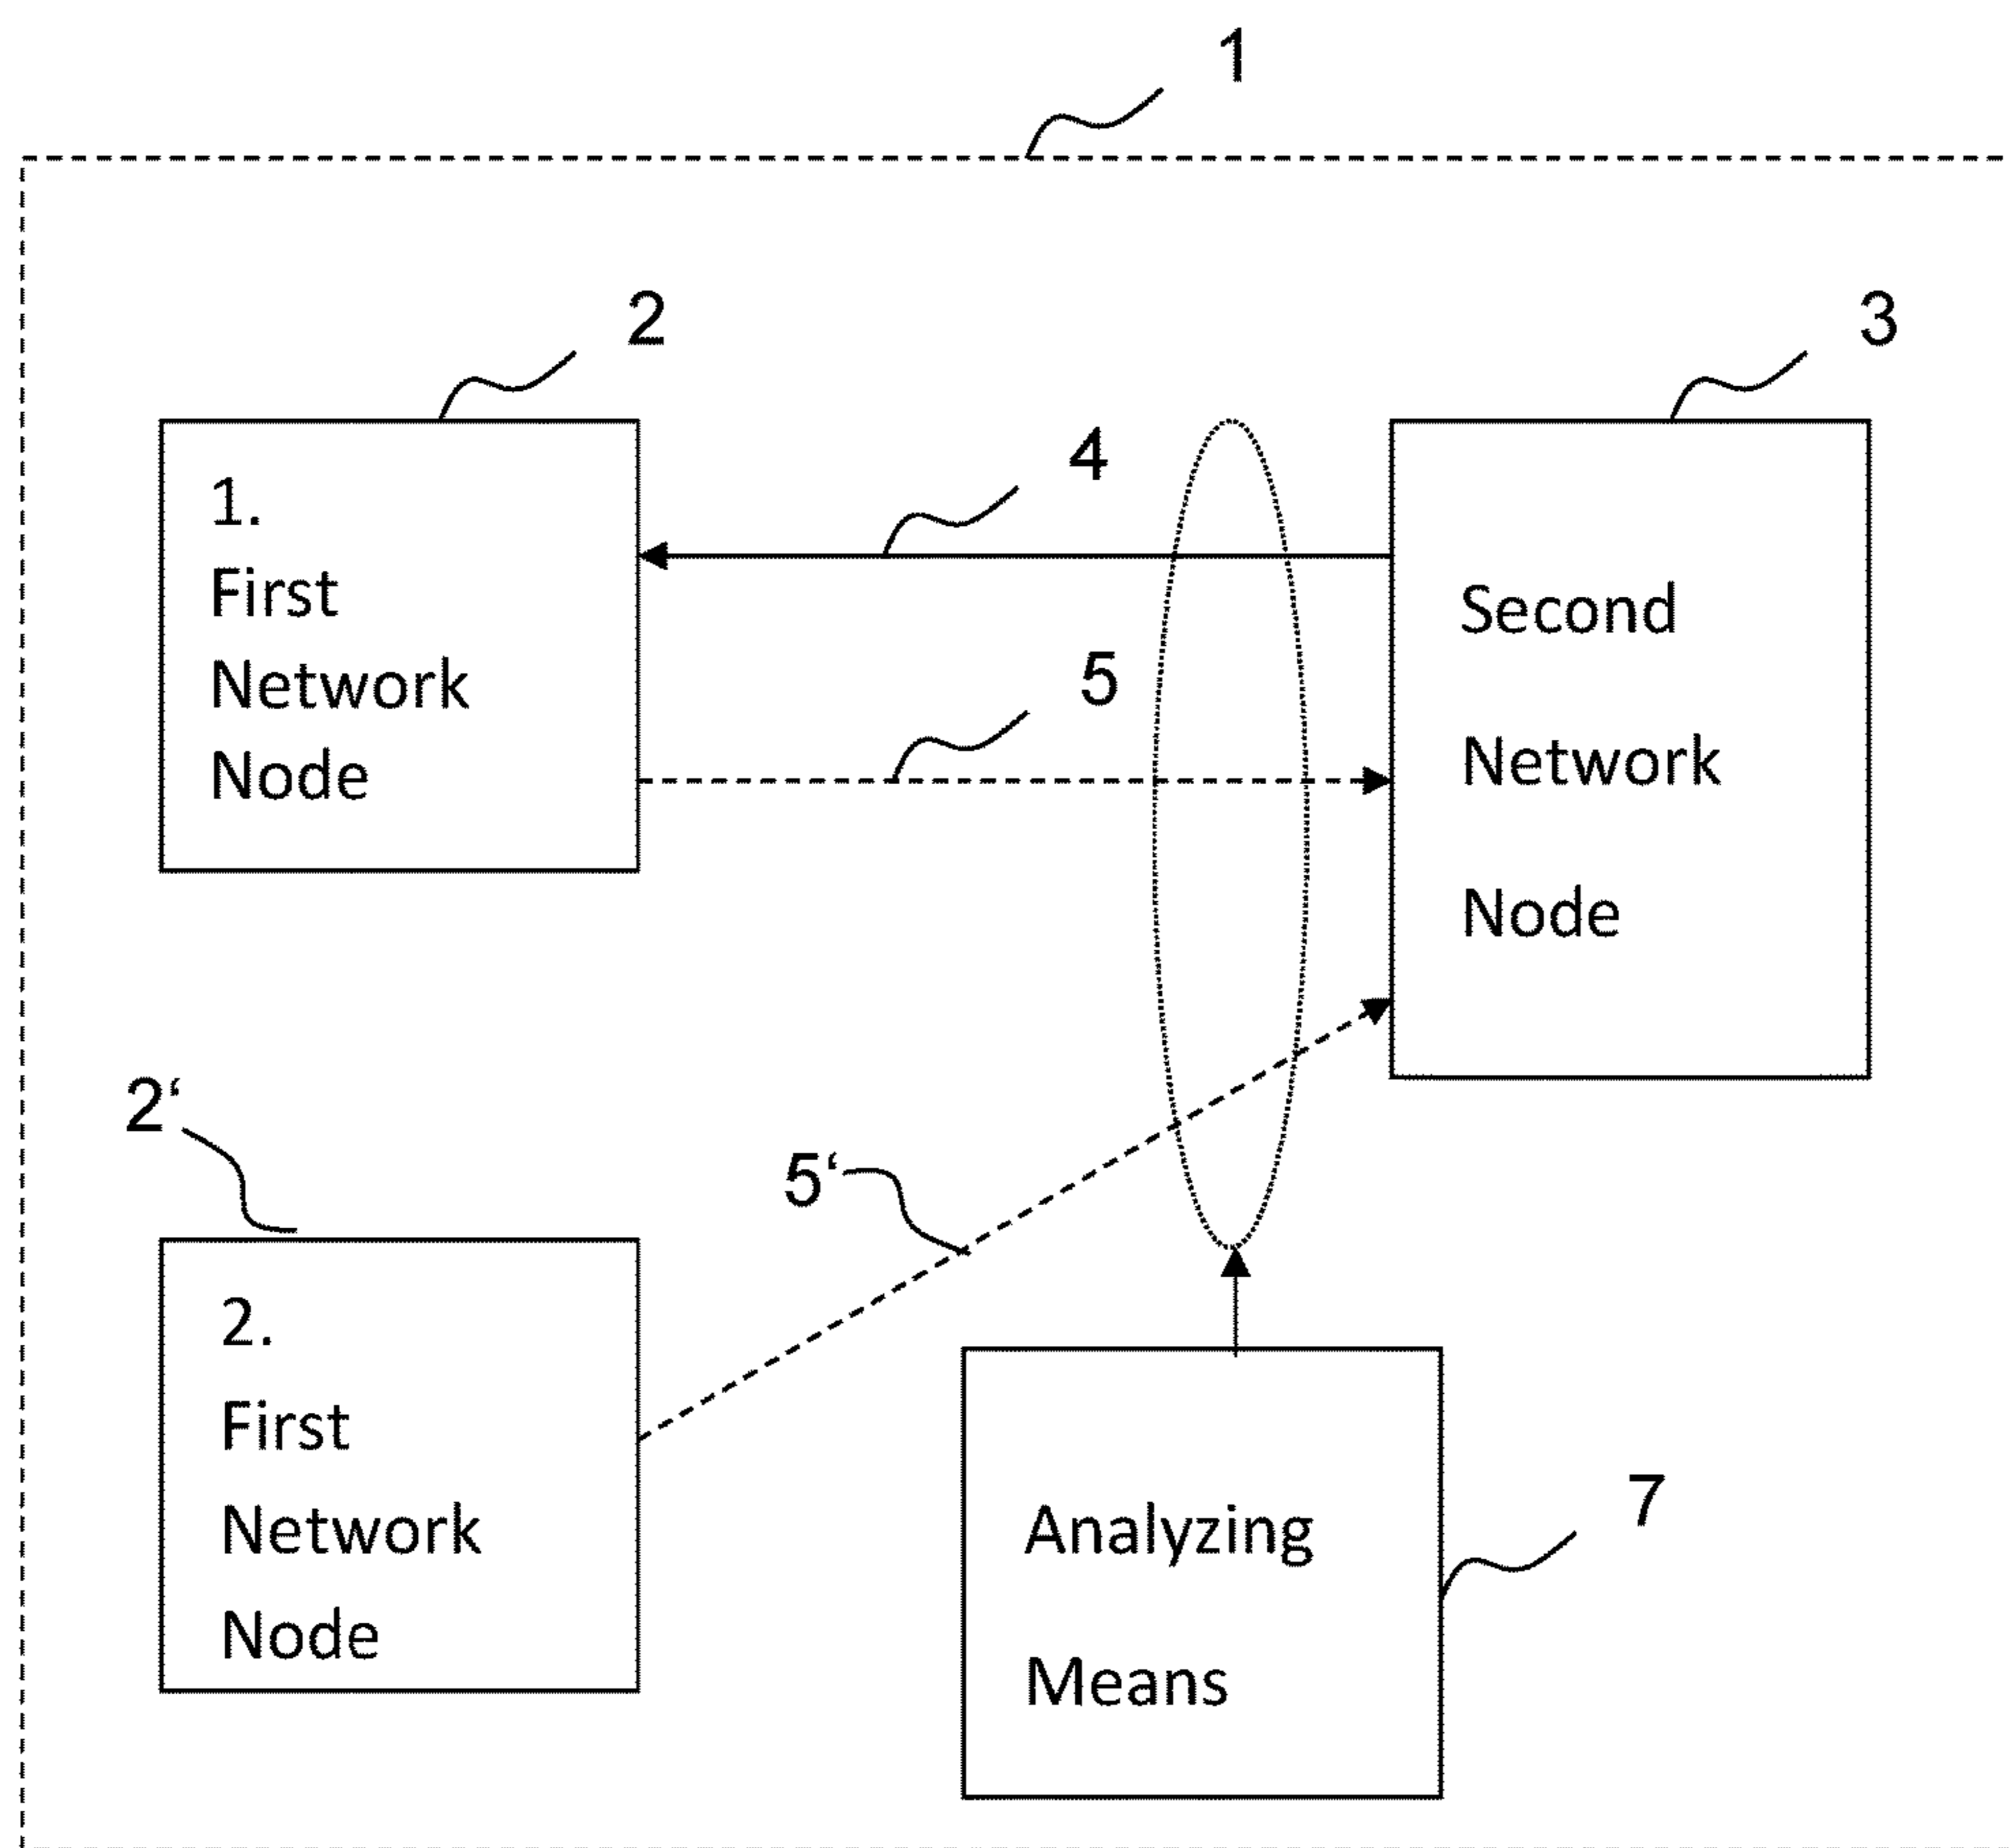 1
2
3
1.
First
Network
Node
4
5
Second
Network
Node
2‘
5‘
2.
First
Network
Node
Analyzing
Means
7